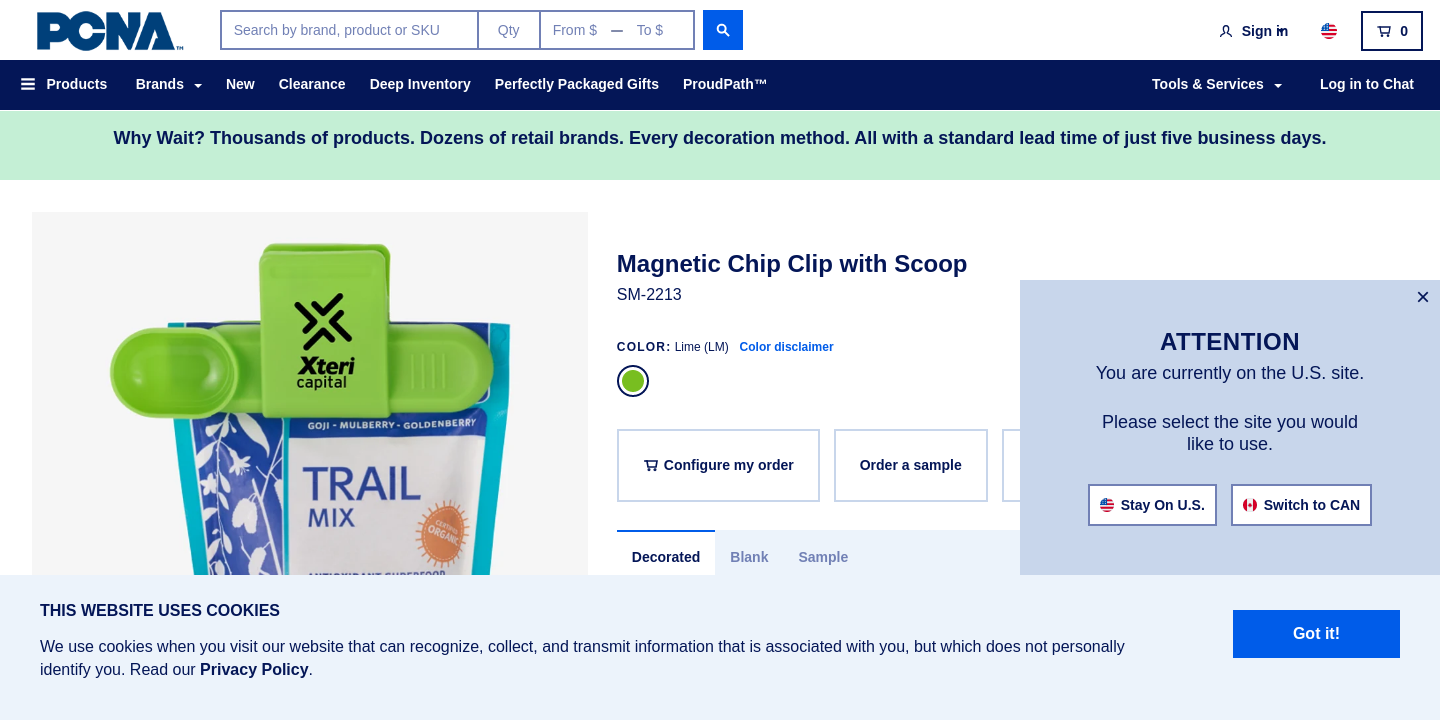 PCNA™
Search by brand, product or SKU
Qty
From $ — To $
Sign in
0
Products
Brands
New
Clearance
Deep Inventory
Perfectly Packaged Gifts
ProudPath™
Tools & Services
Log in to Chat
Why Wait? Thousands of products. Dozens of retail brands. Every decoration method. All with a standard lead time of just five business days.
Xteri
capital
GOJI - MULBERRY - GOLDENBERRY
TRAIL
MIX
CERTIFIED
ORGANIC
ANTIOXIDANT SUPERFOOD
Magnetic Chip Clip with Scoop
SM-2213
COLOR: Lime (LM) Color disclaimer
Configure my order
Order a sample
Decorated
Blank
Sample
×
ATTENTION
You are currently on the U.S. site.
Please select the site you would
like to use.
Stay On U.S.
Switch to CAN
THIS WEBSITE USES COOKIES
We use cookies when you visit our website that can recognize, collect, and transmit information that is associated with you, but which does not personally
identify you. Read our Privacy Policy.
Got it!